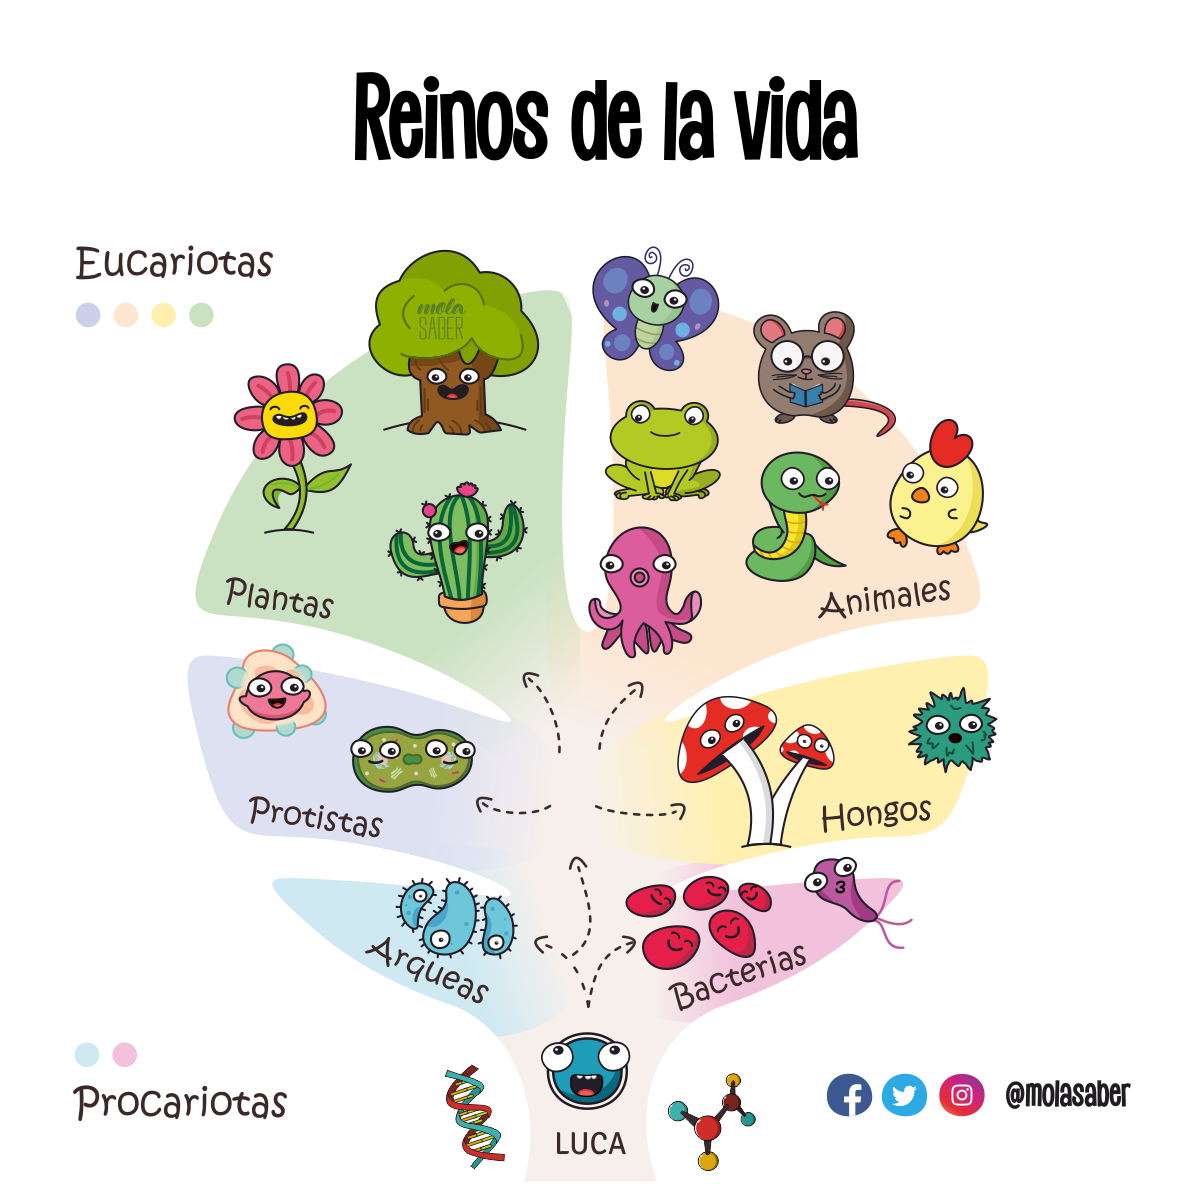 Reinos de la vida
Eucariotas
mola
SABER
Plantas
Animales
Protistas
Hongos
Arqueas
Bacterias
Procariotas
LUCA
@molasaber